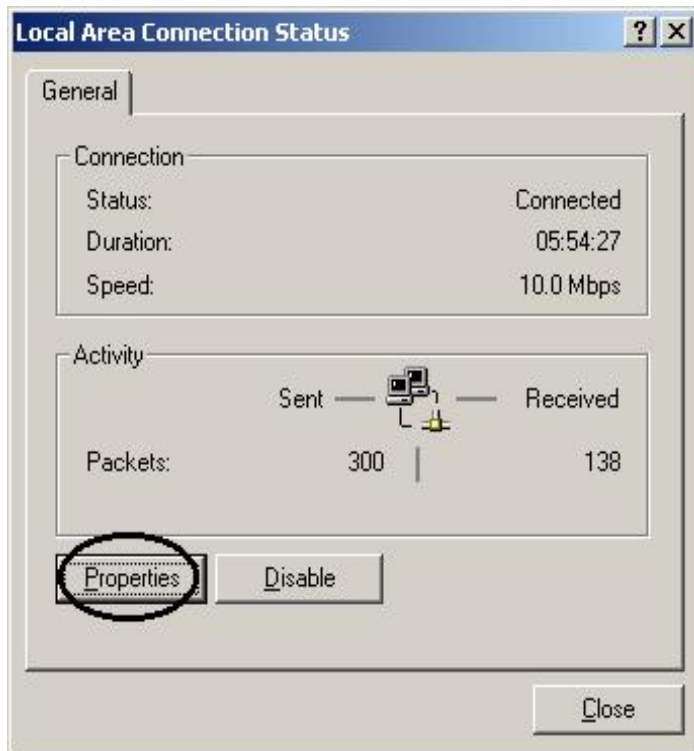 Local Area Connection Status
General
Connection
Status: Connected
Duration: 05:54:27
Speed: 10.0 Mbps
Activity
Sent Received
Packets: 300 138
Properties Disable
Close